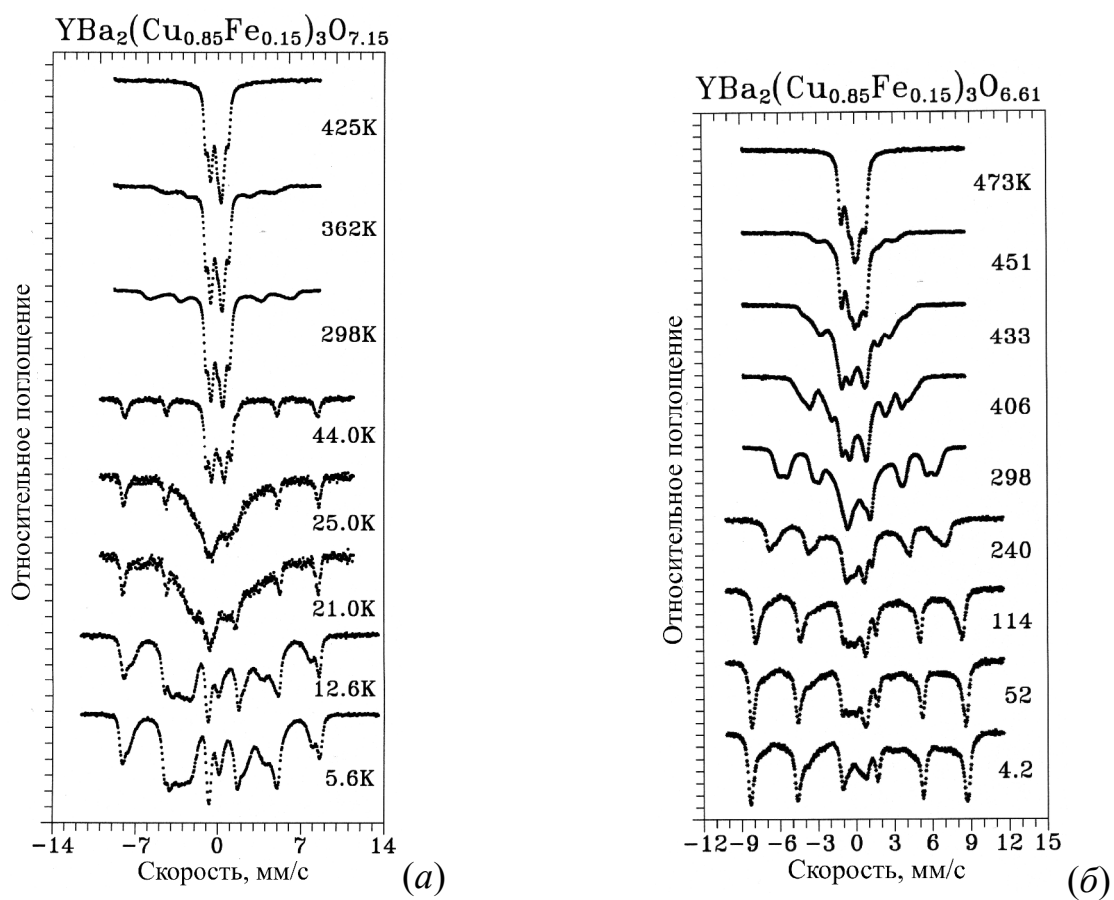 YBa₂(Cu₀.₈₅Fe₀.₁₅)₃O₇.₁₅
425K
362K
298K
44.0K
25.0K
21.0K
12.6K
5.6K
Относительное поглощение
−14 −7 0 7 14
Скорость, мм/с
(а)
YBa₂(Cu₀.₈₅Fe₀.₁₅)₃O₆.₆₁
473K
451
433
406
298
240
114
52
4.2
Относительное поглощение
−12−9 −6 −3 0 3 6 9 12 15
Скорость, мм/с
(б)